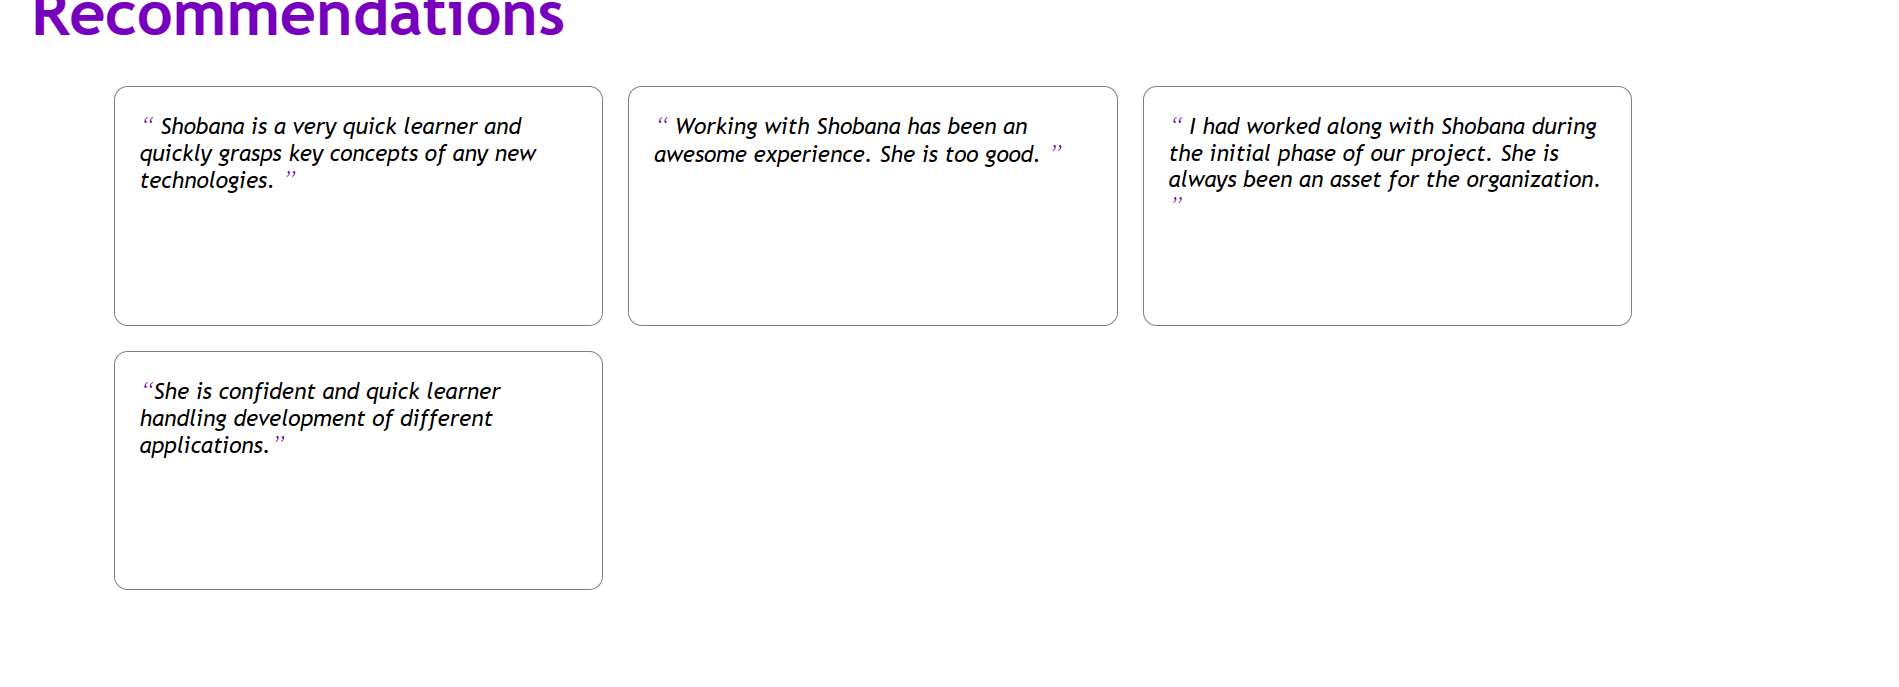 Recommendations
“ Shobana is a very quick learner and
quickly grasps key concepts of any new
technologies. ”
“ Working with Shobana has been an
awesome experience. She is too good. ”
“ I had worked along with Shobana during
the initial phase of our project. She is
always been an asset for the organization.
”
“She is confident and quick learner
handling development of different
applications. ”